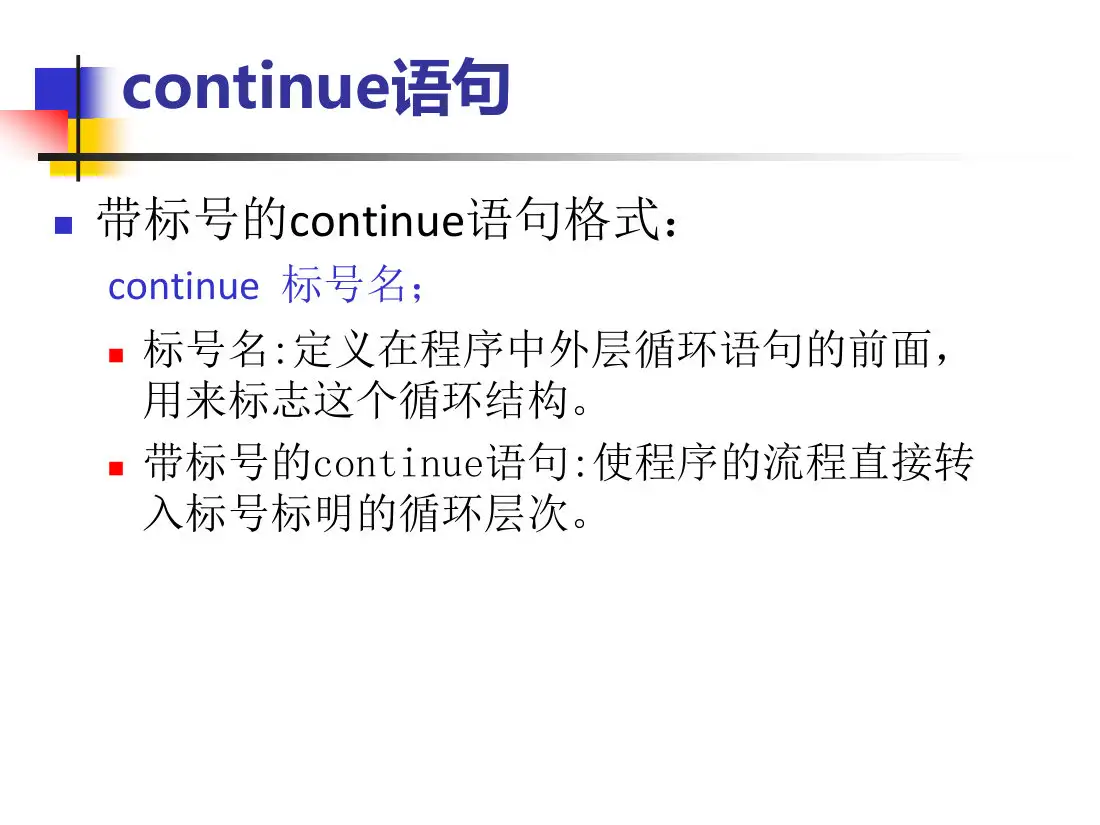 continue语句
带标号的continue语句格式：
continue 标号名；
标号名:定义在程序中外层循环语句的前面，
用来标志这个循环结构。
带标号的continue语句:使程序的流程直接转
入标号标明的循环层次。